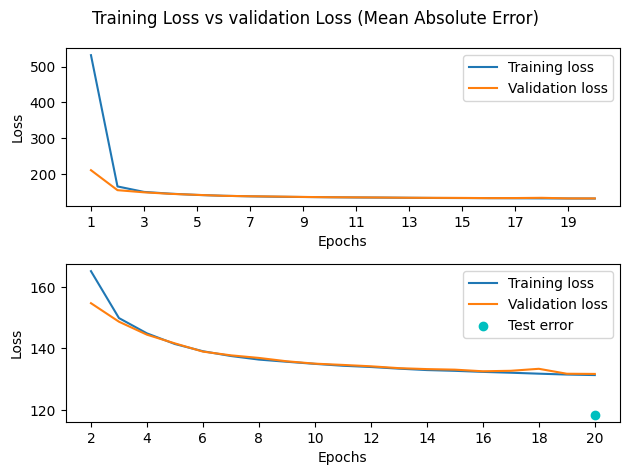 Training Loss vs validation Loss (Mean Absolute Error)
500
400
300
200
Loss
Training loss
Validation loss
1 3 5 7 9 11 13 15 17 19
Epochs
160
140
120
Loss
Training loss
Validation loss
Test error
2 4 6 8 10 12 14 16 18 20
Epochs